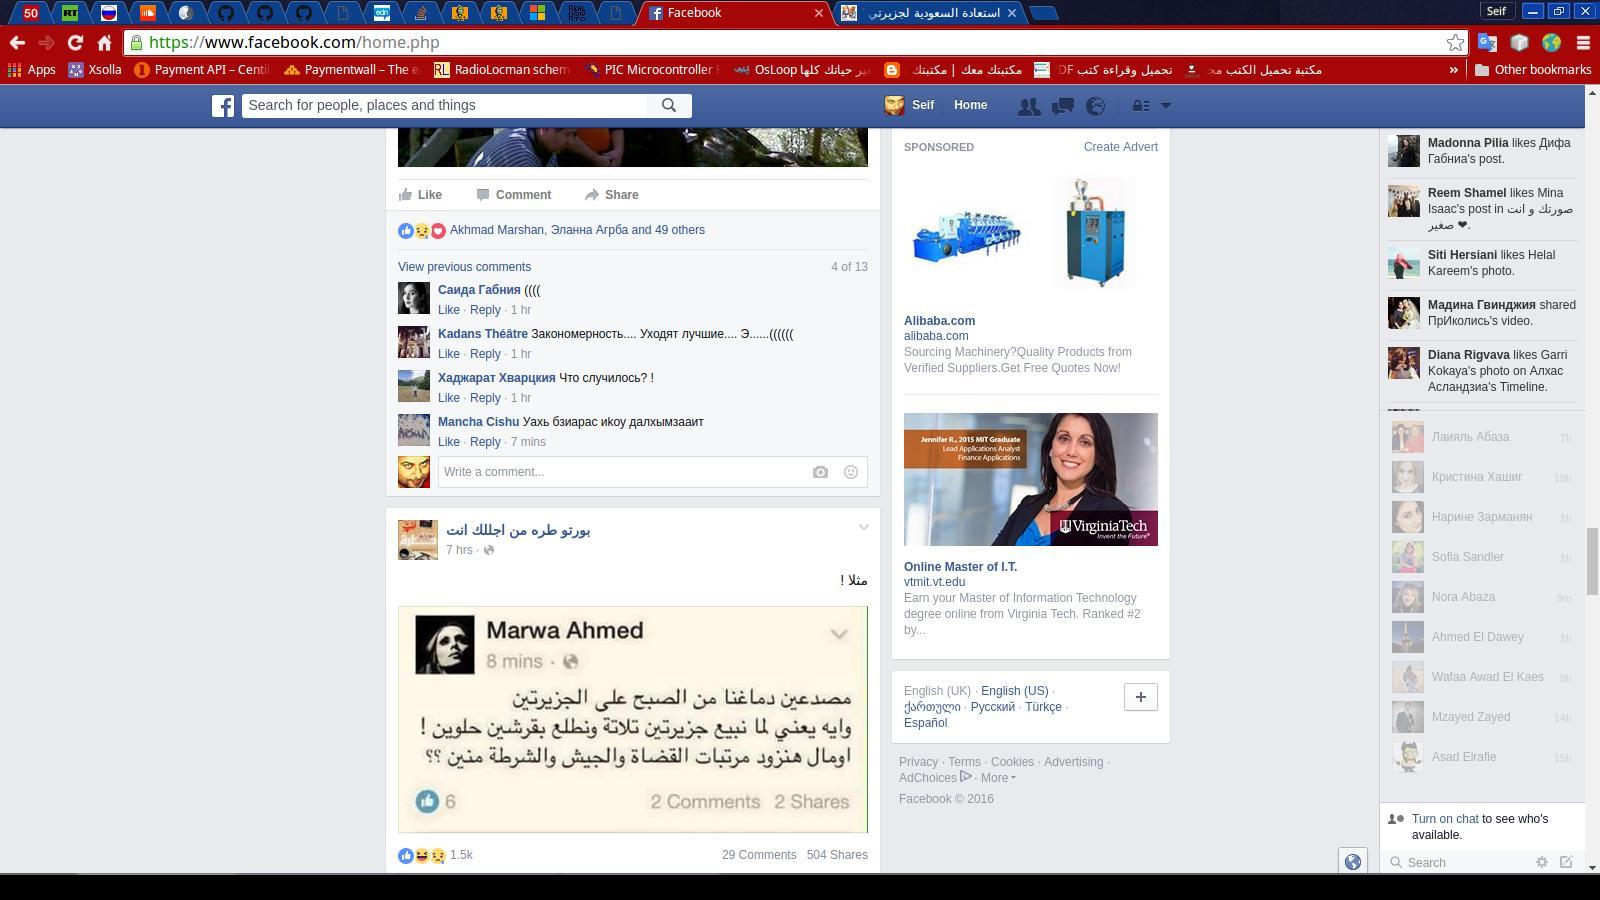 50
RT
edn
Facebook
استعادة السعودية لجزيرتي
Seif
https://www.facebook.com/home.php
Apps
Xsolla
Payment API – Centi
Paymentwall – The e
RL RadioLocman schem
PIC Microcontroller F
OsLoop غير حياتك كلها
مكتبتك معك | مكتبتك
تحميل وقراءة كتب DF
مكتبة تحميل الكتب مج
»
Other bookmarks
Search for people, places and things
Seif
Home
Like
Comment
Share
Akhmad Marshan, Эланна Агрба and 49 others
View previous comments
4 of 13
Саида Габния ((((
Like · Reply · 1 hr
Kadans Théâtre Закономерность.... Уходят лучшие.... Э......((((((
Like · Reply · 1 hr
Хаджарат Хварцкия Что случилось? !
Like · Reply · 1 hr
Mancha Cishu Уахь бзиарас икоу далхымзааит
Like · Reply · 7 mins
Write a comment...
بورتو طره من اجللك انت
7 hrs ·
مثلا !
Marwa Ahmed
8 mins ·
مصدعين دماغنا من الصبح على الجزيرتين
وايه يعني لما نبيع جزيرتين تلاتة ونطلع بقرشين حلوين !
اومال هنزود مرتبات القضاة والجيش والشرطة منين ؟؟
6
2 Comments 2 Shares
1.5k
29 Comments 504 Shares
SPONSORED
Create Advert
Alibaba.com
alibaba.com
Sourcing Machinery?Quality Products from
Verified Suppliers.Get Free Quotes Now!
Jennifer R., 2015 MIT Graduate
Lead Applications Analyst
Finance Applications
VirginiaTech
Invent the Future®
Online Master of I.T.
vtmit.vt.edu
Earn your Master of Information Technology
degree online from Virginia Tech. Ranked #2
by...
English (UK) · English (US) ·
ქართული · Русский · Türkçe ·
Español
+
Privacy · Terms · Cookies · Advertising ·
AdChoices · More
Facebook © 2016
Madonna Pilia likes Дифа
Габниа's post.
Reem Shamel likes Mina
Isaac's post in صورتك و انت
صغير ❤.
Siti Hersiani likes Helal
Kareem's photo.
Мадина Гвинджия shared
ПрИколись's video.
Diana Rigvava likes Garri
Kokaya's photo on Алхас
Асландзиа's Timeline.
Лаияль Абаза 7h
Кристина Хашиг 18h
Нарине Зарманян 1h
Sofia Sandler 1h
Nora Abaza 9m
Ahmed El Dawey 1h
Wafaa Awad El Kaes 8h
Mzayed Zayed 14h
Asad Elrafie 15h
Turn on chat to see who's
available.
Search